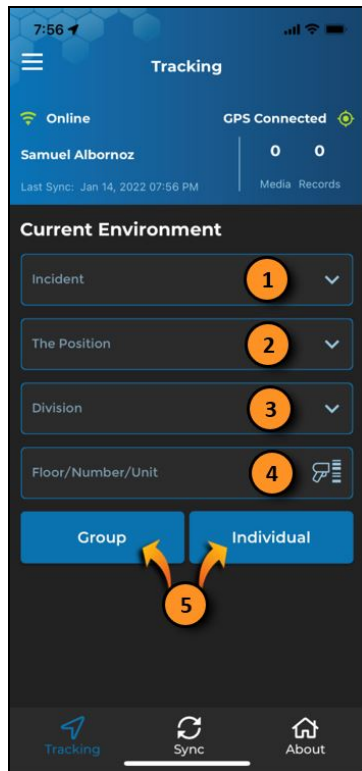 7:56
Tracking
Online
GPS Connected
Samuel Albornoz
0 0
Last Sync: Jan 14, 2022 07:56 PM
Media Records
Current Environment
Incident
1
The Position
2
Division
3
Floor/Number/Unit
4
Group
Individual
5
Tracking
Sync
About